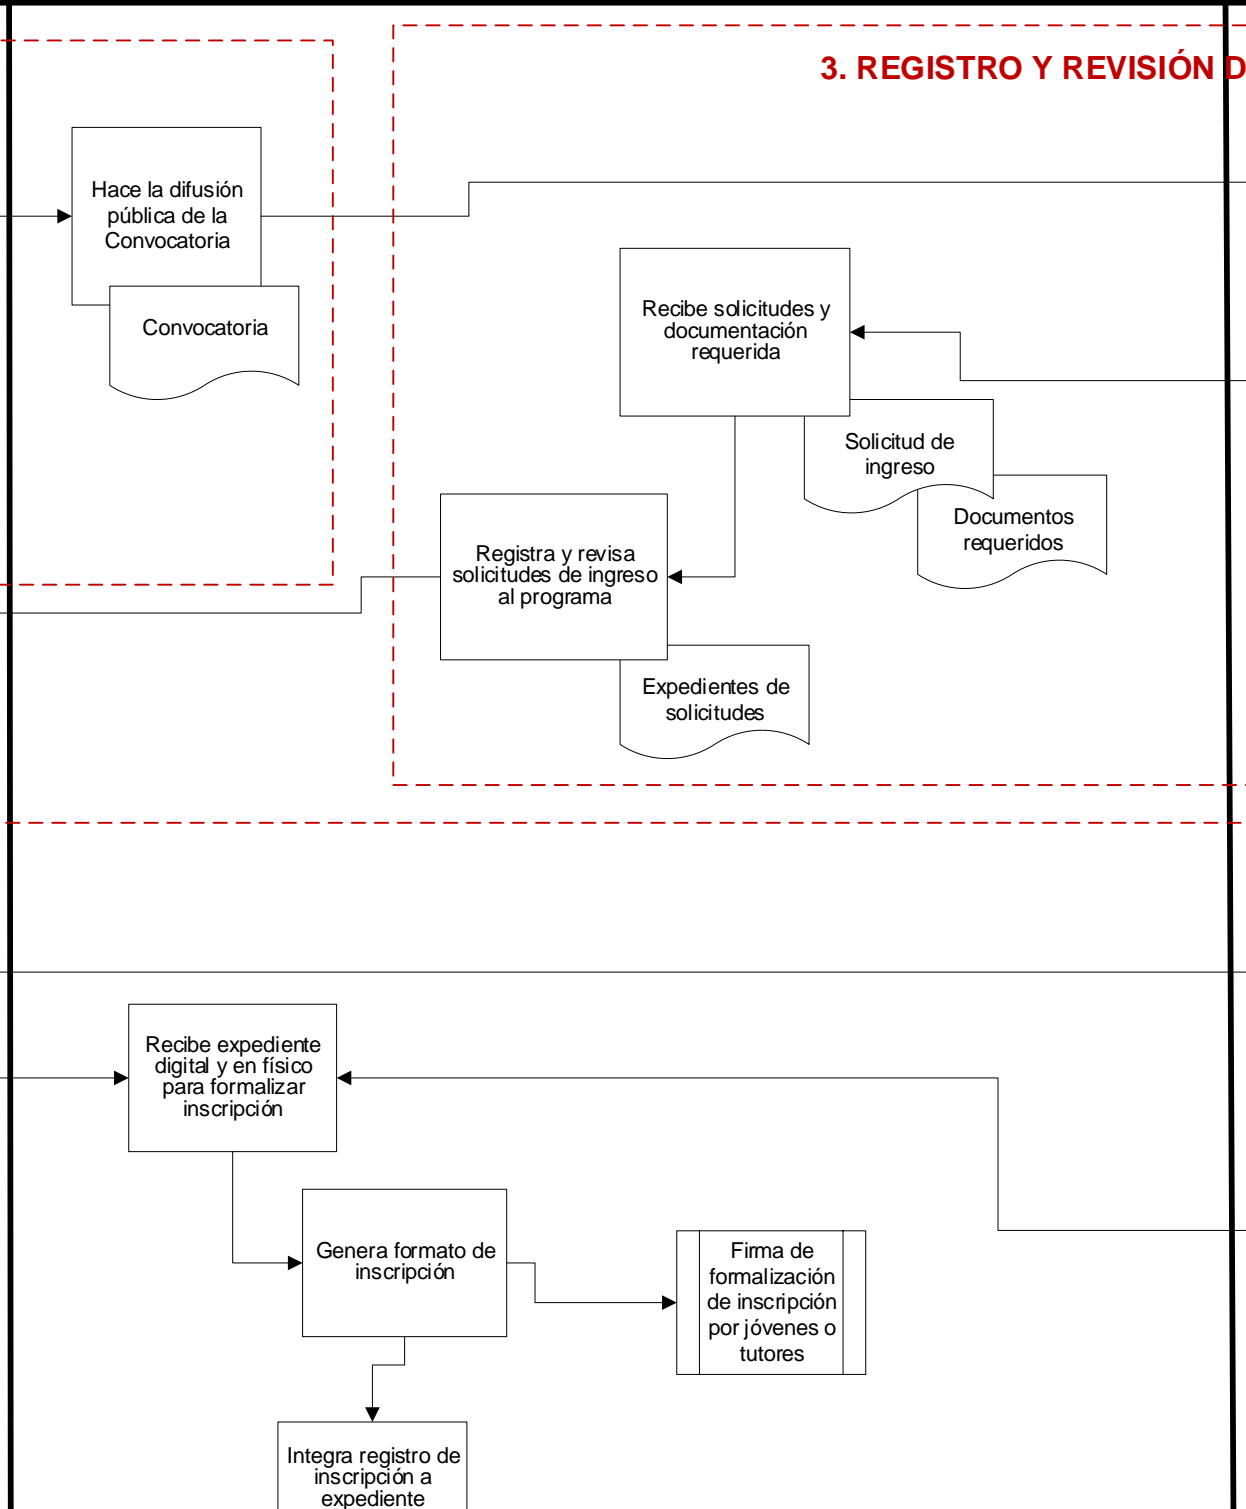 3. REGISTRO Y REVISIÓN D
Hace la difusión
pública de la
Convocatoria
Convocatoria
Recibe solicitudes y
documentación
requerida
Solicitud de
ingreso
Documentos
requeridos
Registra y revisa
solicitudes de ingreso
al programa
Expedientes de
solicitudes
Recibe expediente
digital y en físico
para formalizar
inscripción
Genera formato de
inscripción
Firma de
formalización
de inscripción
por jóvenes o
tutores
Integra registro de
inscripción a
expediente